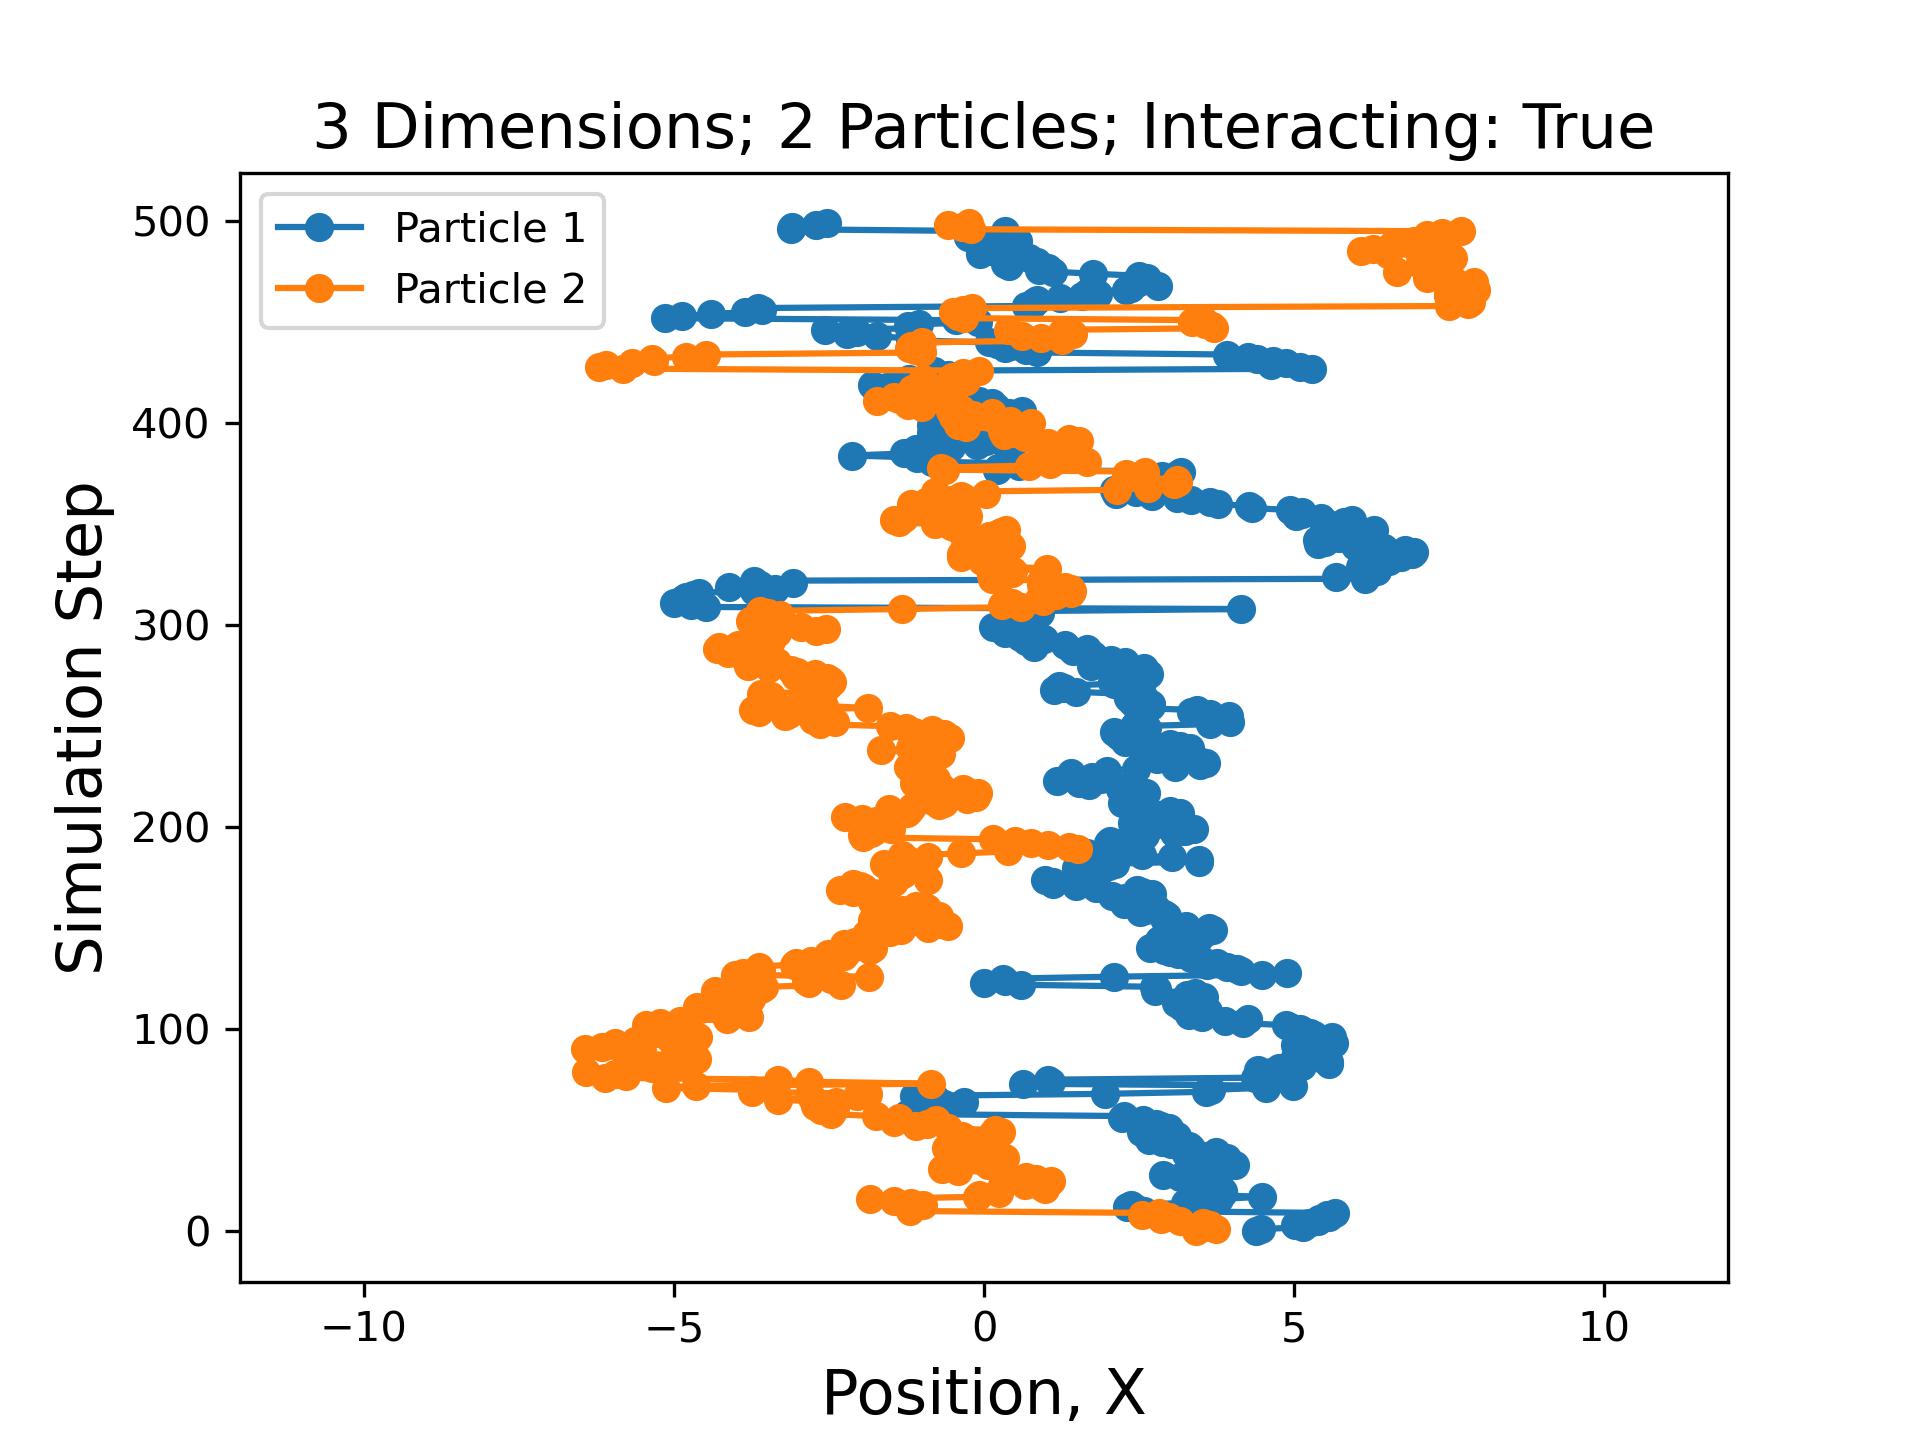 3 Dimensions; 2 Particles; Interacting: True
Particle 1
Particle 2
Simulation Step
500
400
300
200
100
0
−10
−5
0
5
10
Position, X